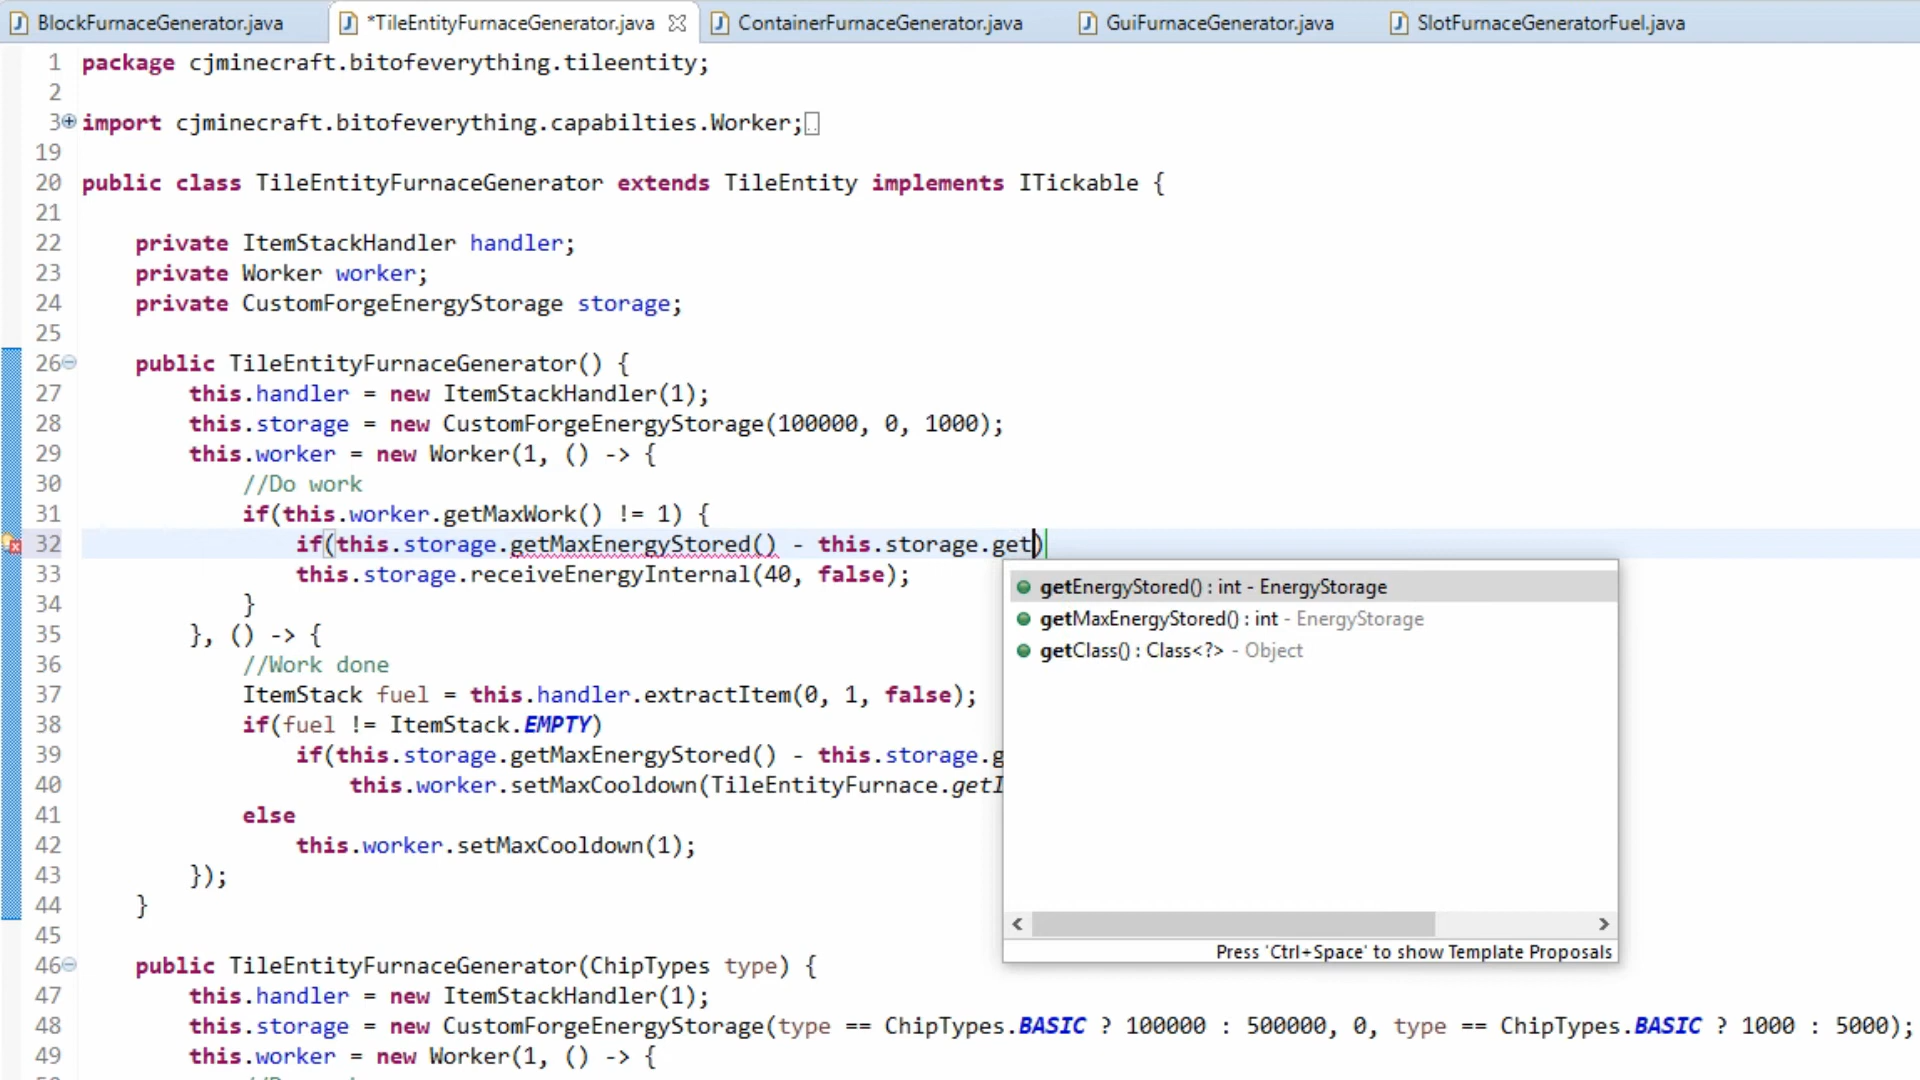 BlockFurnaceGenerator.java *TileEntityFurnaceGenerator.java ContainerFurnaceGenerator.java GuiFurnaceGenerator.java SlotFurnaceGeneratorFuel.java
1 package cjminecraft.bitofeverything.tileentity;
2
3 import cjminecraft.bitofeverything.capabilties.Worker;
19
20 public class TileEntityFurnaceGenerator extends TileEntity implements ITickable {
21
22 private ItemStackHandler handler;
23 private Worker worker;
24 private CustomForgeEnergyStorage storage;
25
26 public TileEntityFurnaceGenerator() {
27 this.handler = new ItemStackHandler(1);
28 this.storage = new CustomForgeEnergyStorage(100000, 0, 1000);
29 this.worker = new Worker(1, () -> {
30 //Do work
31 if(this.worker.getMaxWork() != 1) {
32 if(this.storage.getMaxEnergyStored() - this.storage.get)
33 this.storage.receiveEnergyInternal(40, false);
34 }
35 }, () -> {
36 //Work done
37 ItemStack fuel = this.handler.extractItem(0, 1, false);
38 if(fuel != ItemStack.EMPTY)
39 if(this.storage.getMaxEnergyStored() - this.storage.g
40 this.worker.setMaxCooldown(TileEntityFurnace.getI
41 else
42 this.worker.setMaxCooldown(1);
43 });
44 }
45
46 public TileEntityFurnaceGenerator(ChipTypes type) {
47 this.handler = new ItemStackHandler(1);
48 this.storage = new CustomForgeEnergyStorage(type == ChipTypes.BASIC ? 100000 : 500000, 0, type == ChipTypes.BASIC ? 1000 : 5000);
49 this.worker = new Worker(1, () -> {
getEnergyStored() : int - EnergyStorage
getMaxEnergyStored() : int - EnergyStorage
getClass() : Class<?> - Object
Press 'Ctrl+Space' to show Template Proposals